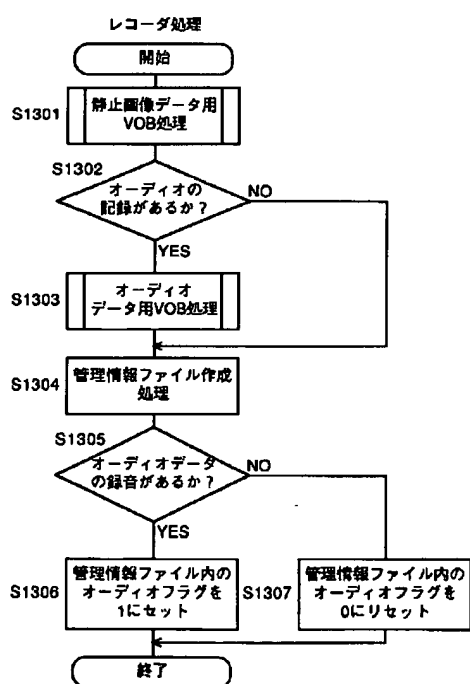 レコーダ処理
開始
S1301
静止画像データ用
VOB処理
S1302
オーディオの
記録があるか？
NO
YES
S1303
オーディオ
データ用VOB処理
S1304
管理情報ファイル作成
処理
S1305
オーディオデータ
の録音があるか？
NO
YES
S1306
管理情報ファイル内の
オーディオフラグを
1にセット
S1307
管理情報ファイル内の
オーディオフラグを
0にリセット
終了